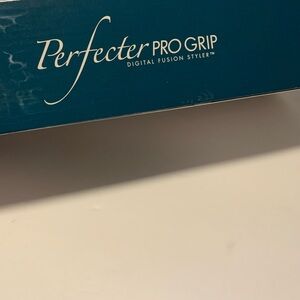 Perfecter PRO GRIP
DIGITAL FUSION STYLER™